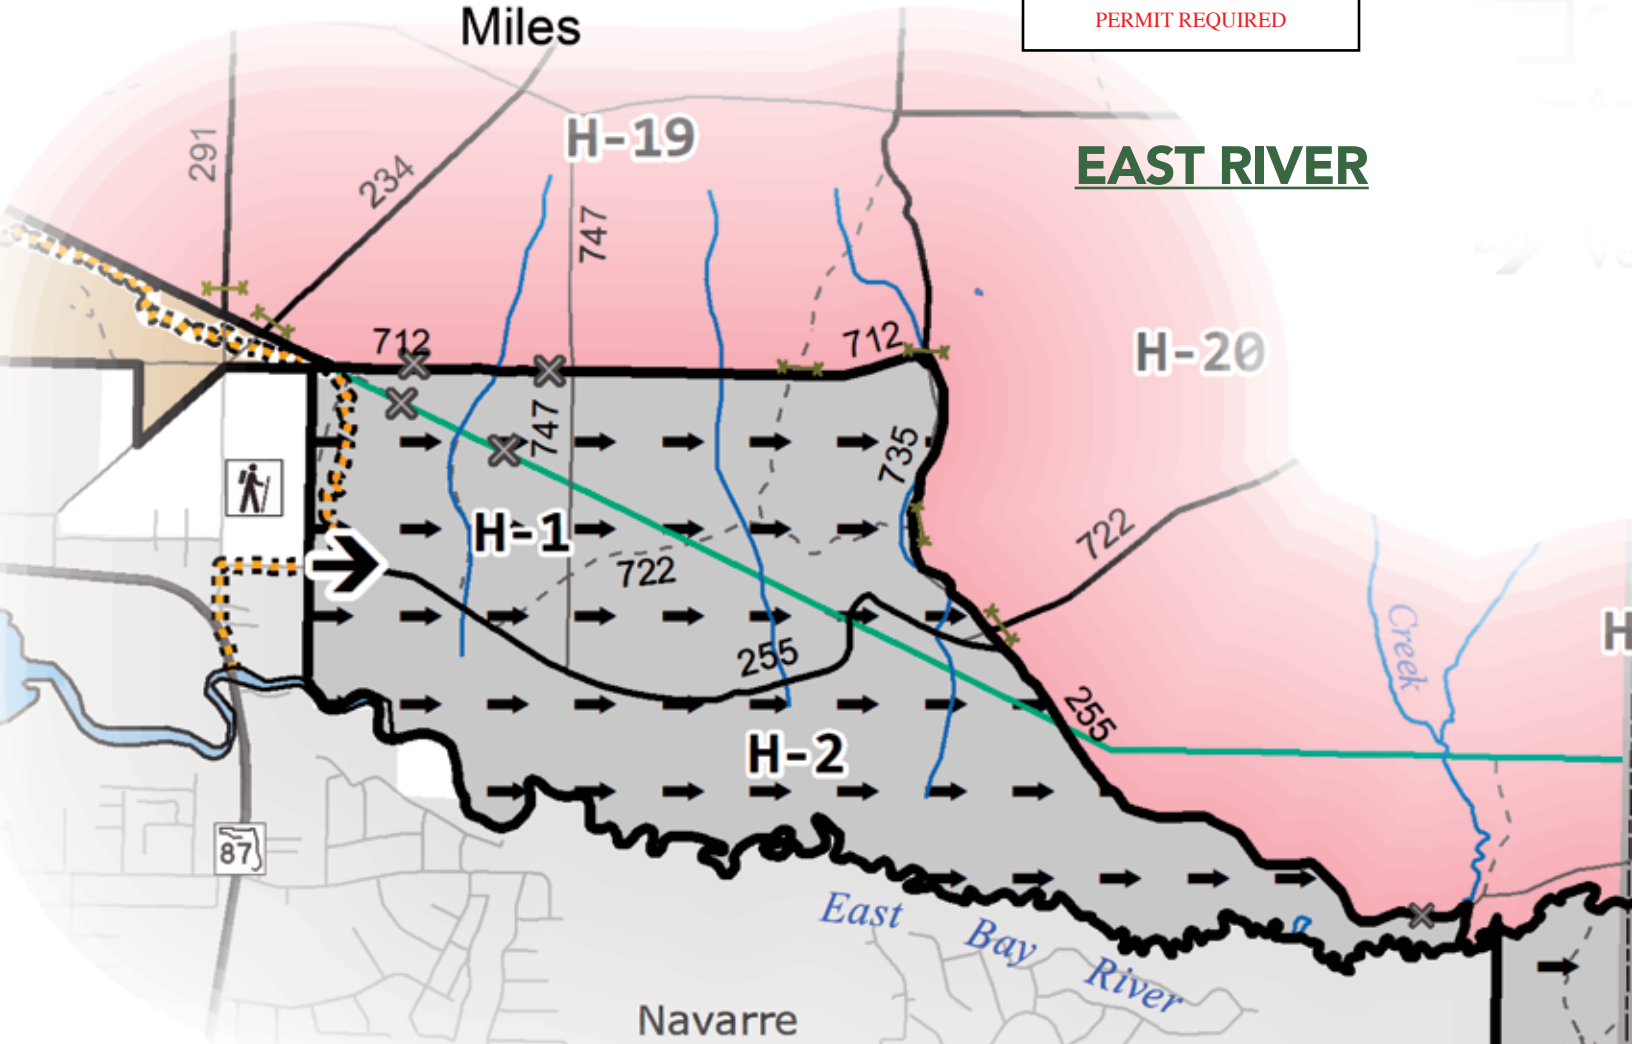 Miles
PERMIT REQUIRED
H-19
291
234
747
EAST RIVER
712
712
H-20
747
735
H-1
722
722
255
Creek
H
255
H-2
87
East Bay River
Navarre